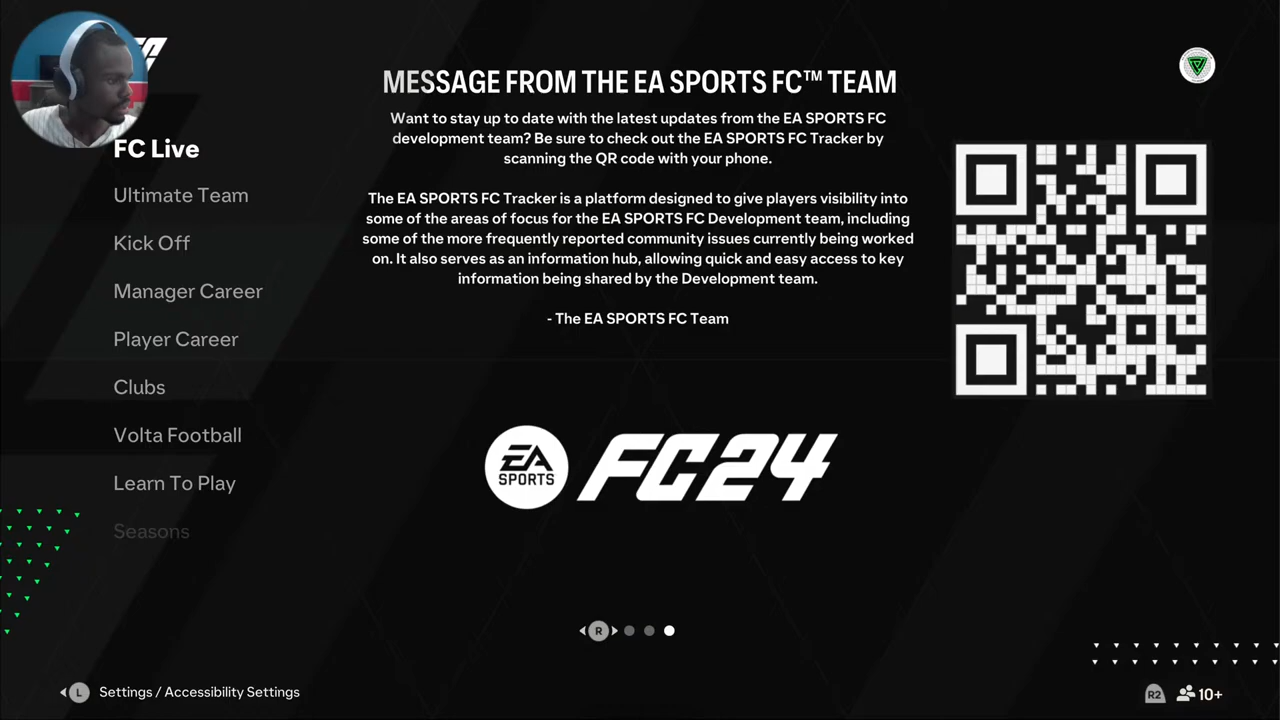 MESSAGE FROM THE EA SPORTS FC™ TEAM
Want to stay up to date with the latest updates from the EA SPORTS FC
development team? Be sure to check out the EA SPORTS FC Tracker by
scanning the QR code with your phone.
The EA SPORTS FC Tracker is a platform designed to give players visibility into
some of the areas of focus for the EA SPORTS FC Development team, including
some of the more frequently reported community issues currently being worked
on. It also serves as an information hub, allowing quick and easy access to key
information being shared by the Development team.
- The EA SPORTS FC Team
FC Live
Ultimate Team
Kick Off
Manager Career
Player Career
Clubs
Volta Football
Learn To Play
Seasons
EA
SPORTS
FC24
R
L Settings / Accessibility Settings
R2 10+